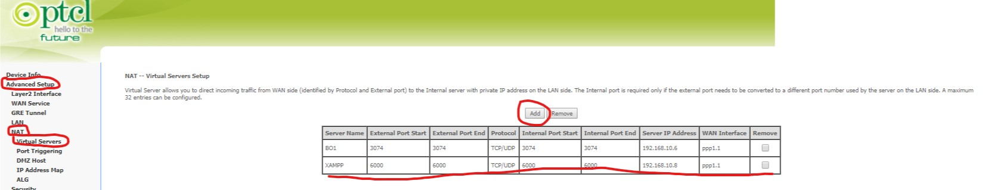 ptcl
hello to the
future
Device Info
Advanced Setup
Layer2 Interface
WAN Service
GRE Tunnel
LAN
NAT
Virtual Servers
Port Triggering
DMZ Host
IP Address Map
ALG
Security
NAT -- Virtual Servers Setup
Virtual Server allows you to direct incoming traffic from WAN side (identified by Protocol and External port) to the Internal server with private IP address on the LAN side. The Internal port is required only if the external port needs to be converted to a different port number used by the server on the LAN side. A maximum
32 entries can be configured.
Add Remove
Server Name External Port Start External Port End Protocol Internal Port Start Internal Port End Server IP Address WAN Interface Remove
BO1 3074 3074 TCP/UDP 3074 3074 192.168.10.6 ppp1.1
XAMPP 6000 6000 TCP/UDP 6000 6000 192.168.10.8 ppp1.1